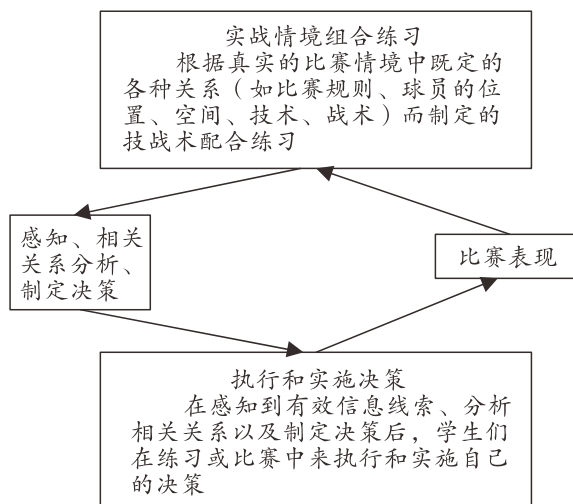 实战情境组合练习
根据真实的比赛情境中既定的
各种关系（如比赛规则、球员的位
置、空间、技术、战术）而制定的
技战术配合练习
感知、相关
关系分析、
制定决策
比赛表现
执行和实施决策
在感知到有效信息线索、分析
相关关系以及制定决策后，学生们
在练习或比赛中来执行和实施自己
的决策